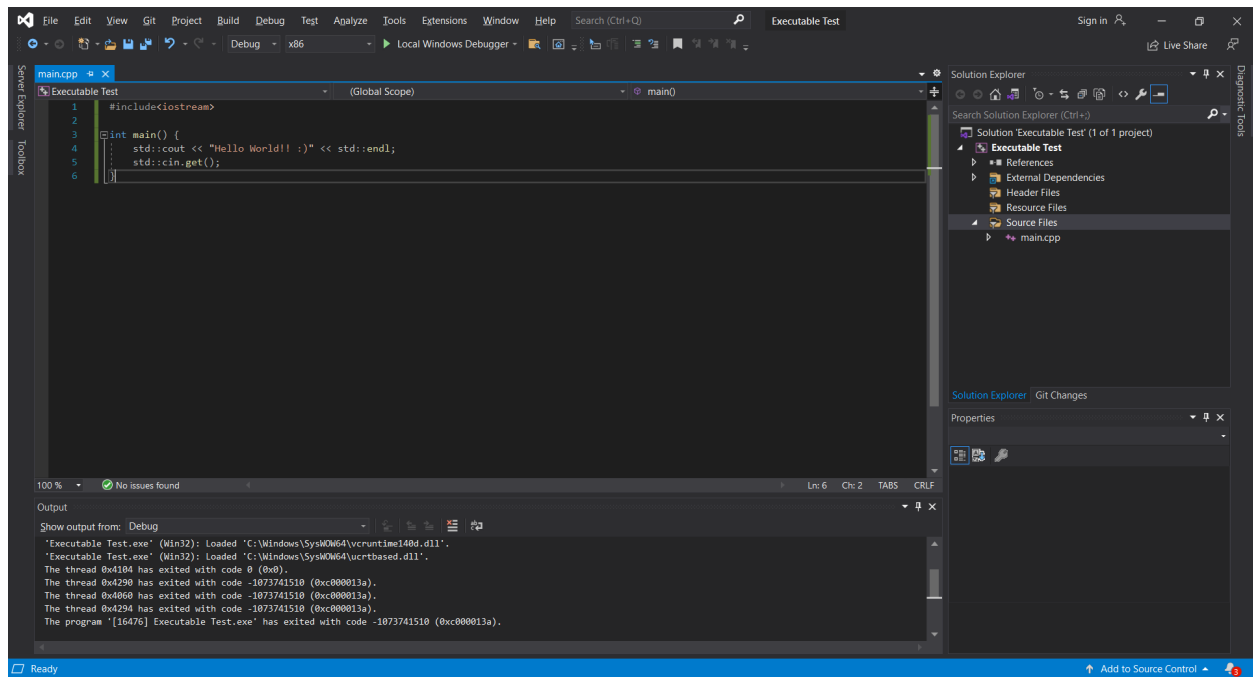 File Edit View Git Project Build Debug Test Analyze Tools Extensions Window Help Search (Ctrl+Q) Executable Test Sign in
Debug x86 Local Windows Debugger Live Share
Server Explorer
Toolbox
main.cpp
Executable Test (Global Scope) main()
1 #include<iostream>
2
3 int main() {
4 std::cout << "Hello World!! :)" << std::endl;
5 std::cin.get();
6 }
100 % No issues found Ln: 6 Ch: 2 TABS CRLF
Output
Show output from: Debug
'Executable Test.exe' (Win32): Loaded 'C:\Windows\SysWOW64\vcruntime140d.dll'.
'Executable Test.exe' (Win32): Loaded 'C:\Windows\SysWOW64\ucrtbased.dll'.
The thread 0x4104 has exited with code 0 (0x0).
The thread 0x4290 has exited with code -1073741510 (0xc000013a).
The thread 0x4060 has exited with code -1073741510 (0xc000013a).
The thread 0x4294 has exited with code -1073741510 (0xc000013a).
The program '[16476] Executable Test.exe' has exited with code -1073741510 (0xc000013a).
Solution Explorer
Search Solution Explorer (Ctrl+;)
Solution 'Executable Test' (1 of 1 project)
Executable Test
References
External Dependencies
Header Files
Resource Files
Source Files
main.cpp
Solution Explorer Git Changes
Properties
Diagnostic Tools
Ready Add to Source Control 3